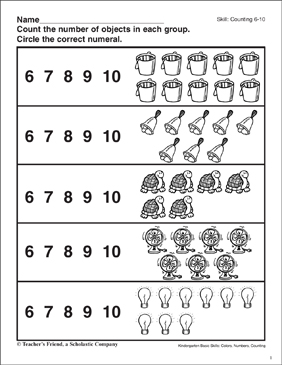 Name
Skill: Counting 6-10
Count the number of objects in each group.
Circle the correct numeral.
6 7 8 9 10
6 7 8 9 10
6 7 8 9 10
6 7 8 9 10
6 7 8 9 10
© Teacher's Friend, a Scholastic Company
Kindergarten Basic Skills: Colors, Numbers, Counting